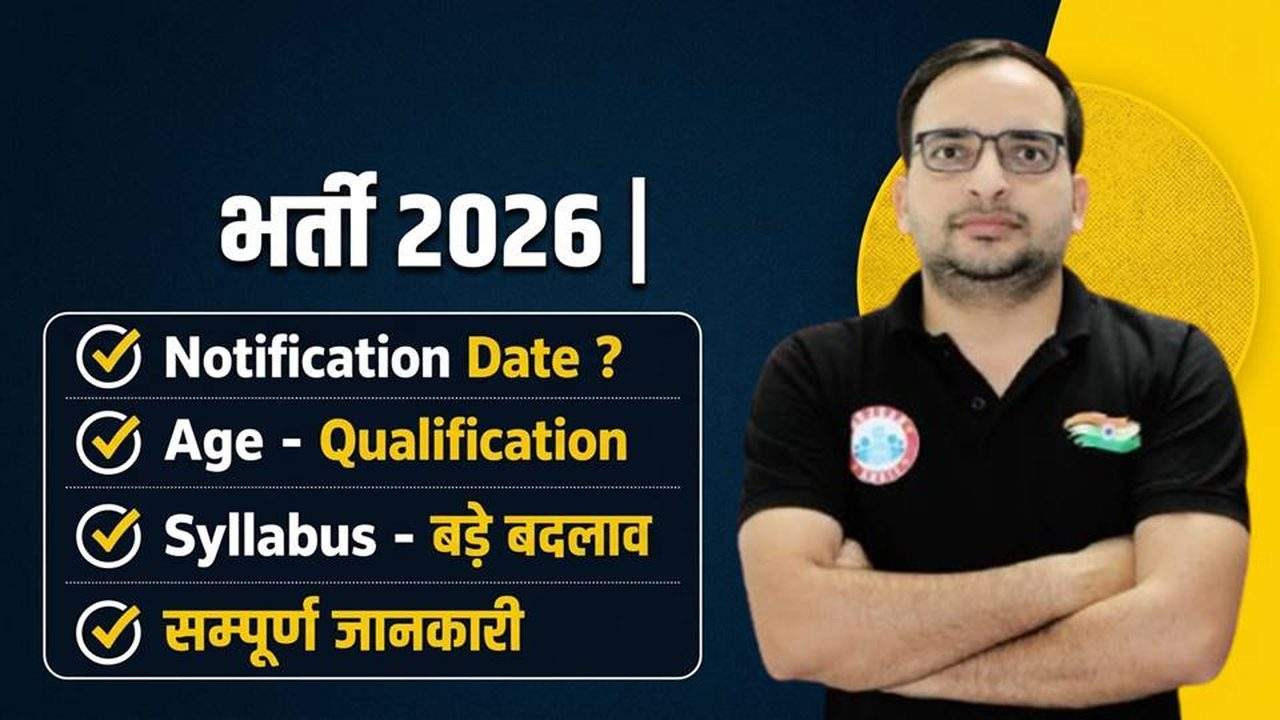 भर्ती 2026 |
Notification Date ?
Age - Qualification
Syllabus - बड़े बदलाव
सम्पूर्ण जानकारी